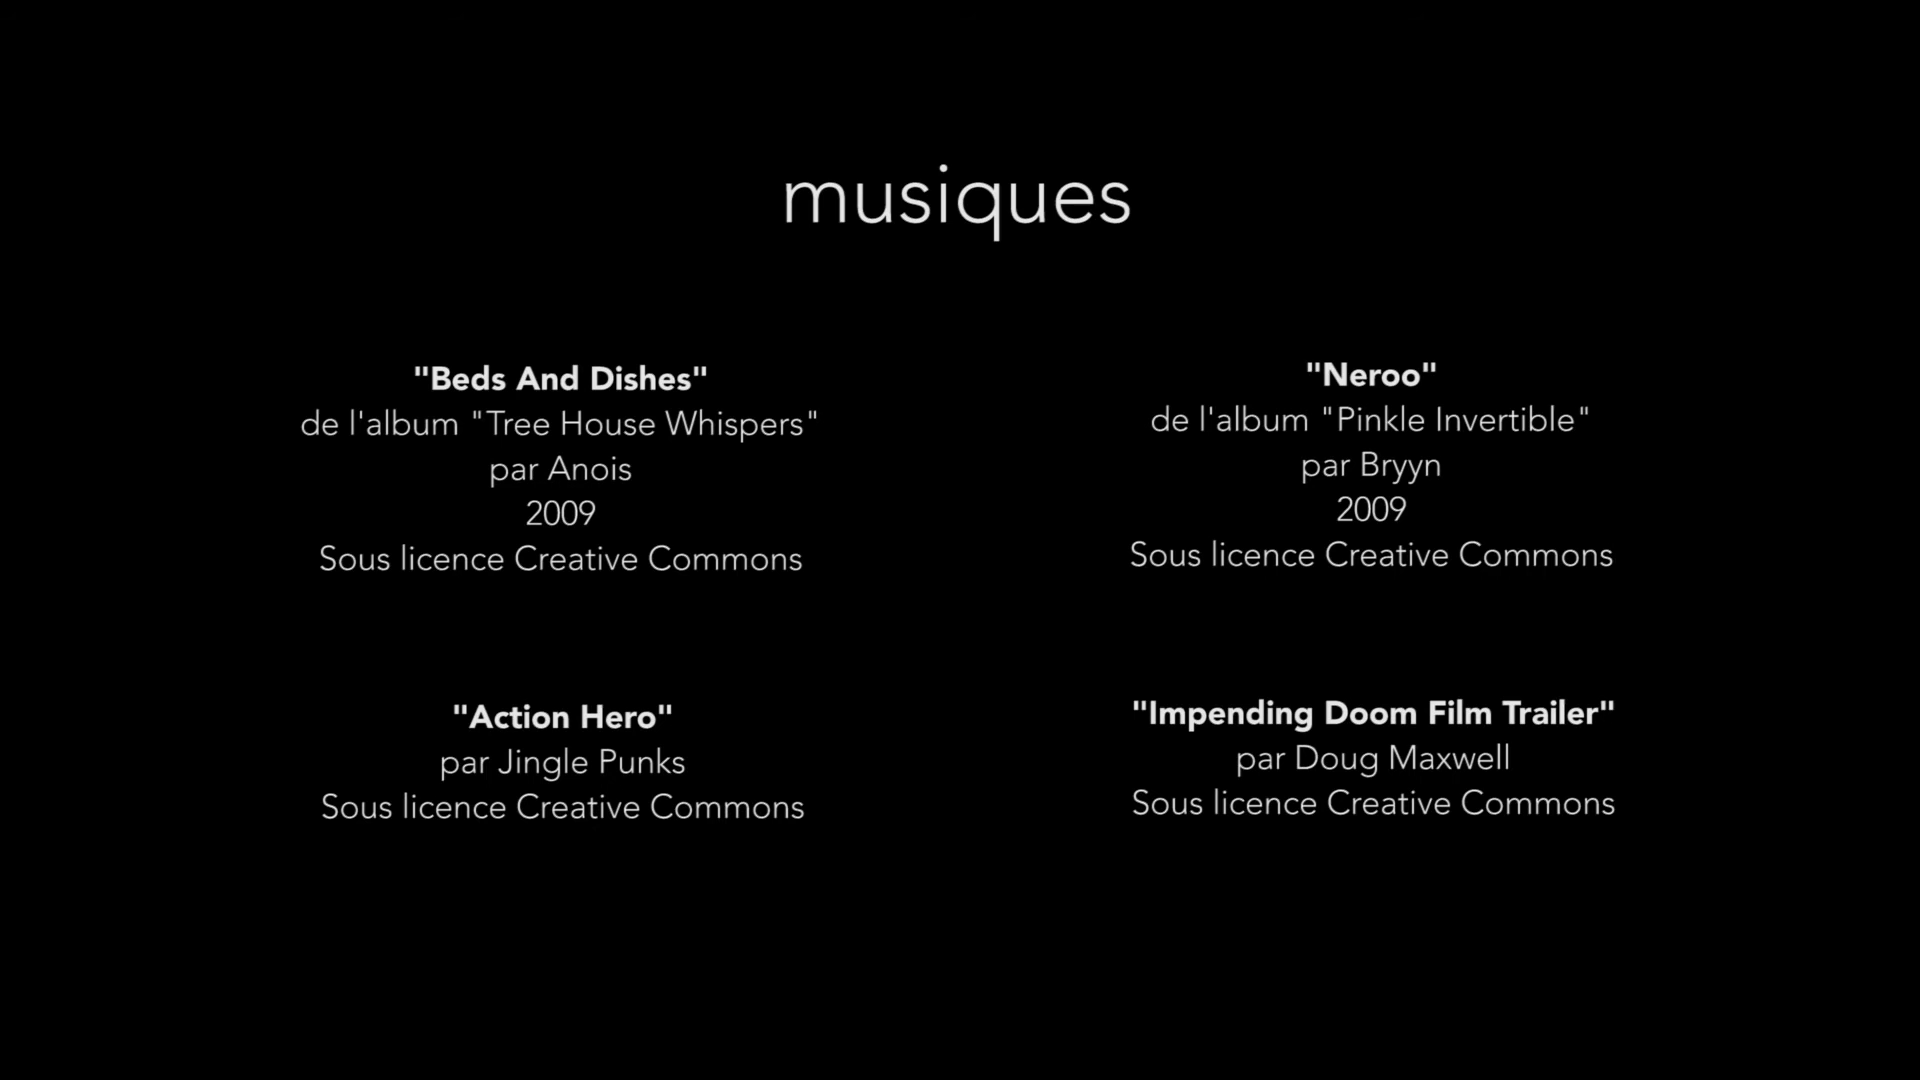 musiques
"Beds And Dishes"
de l'album "Tree House Whispers"
par Anois
2009
Sous licence Creative Commons
"Neroo"
de l'album "Pinkle Invertible"
par Bryyn
2009
Sous licence Creative Commons
"Action Hero"
par Jingle Punks
Sous licence Creative Commons
"Impending Doom Film Trailer"
par Doug Maxwell
Sous licence Creative Commons